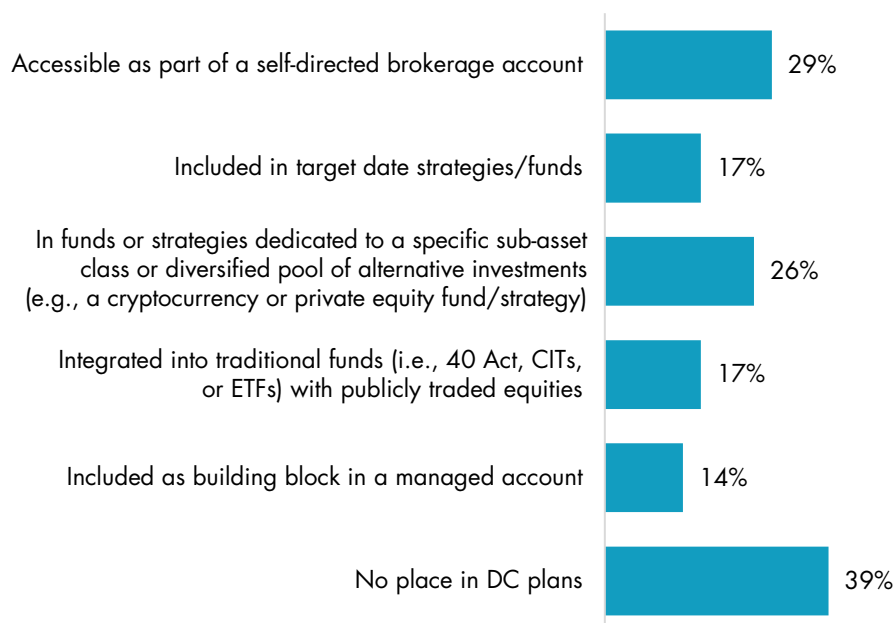 Accessible as part of a self-directed brokerage account
29%
Included in target date strategies/funds
17%
In funds or strategies dedicated to a specific sub-asset
class or diversified pool of alternative investments
(e.g., a cryptocurrency or private equity fund/strategy)
26%
Integrated into traditional funds (i.e., 40 Act, CITs,
or ETFs) with publicly traded equities
17%
Included as building block in a managed account
14%
No place in DC plans
39%